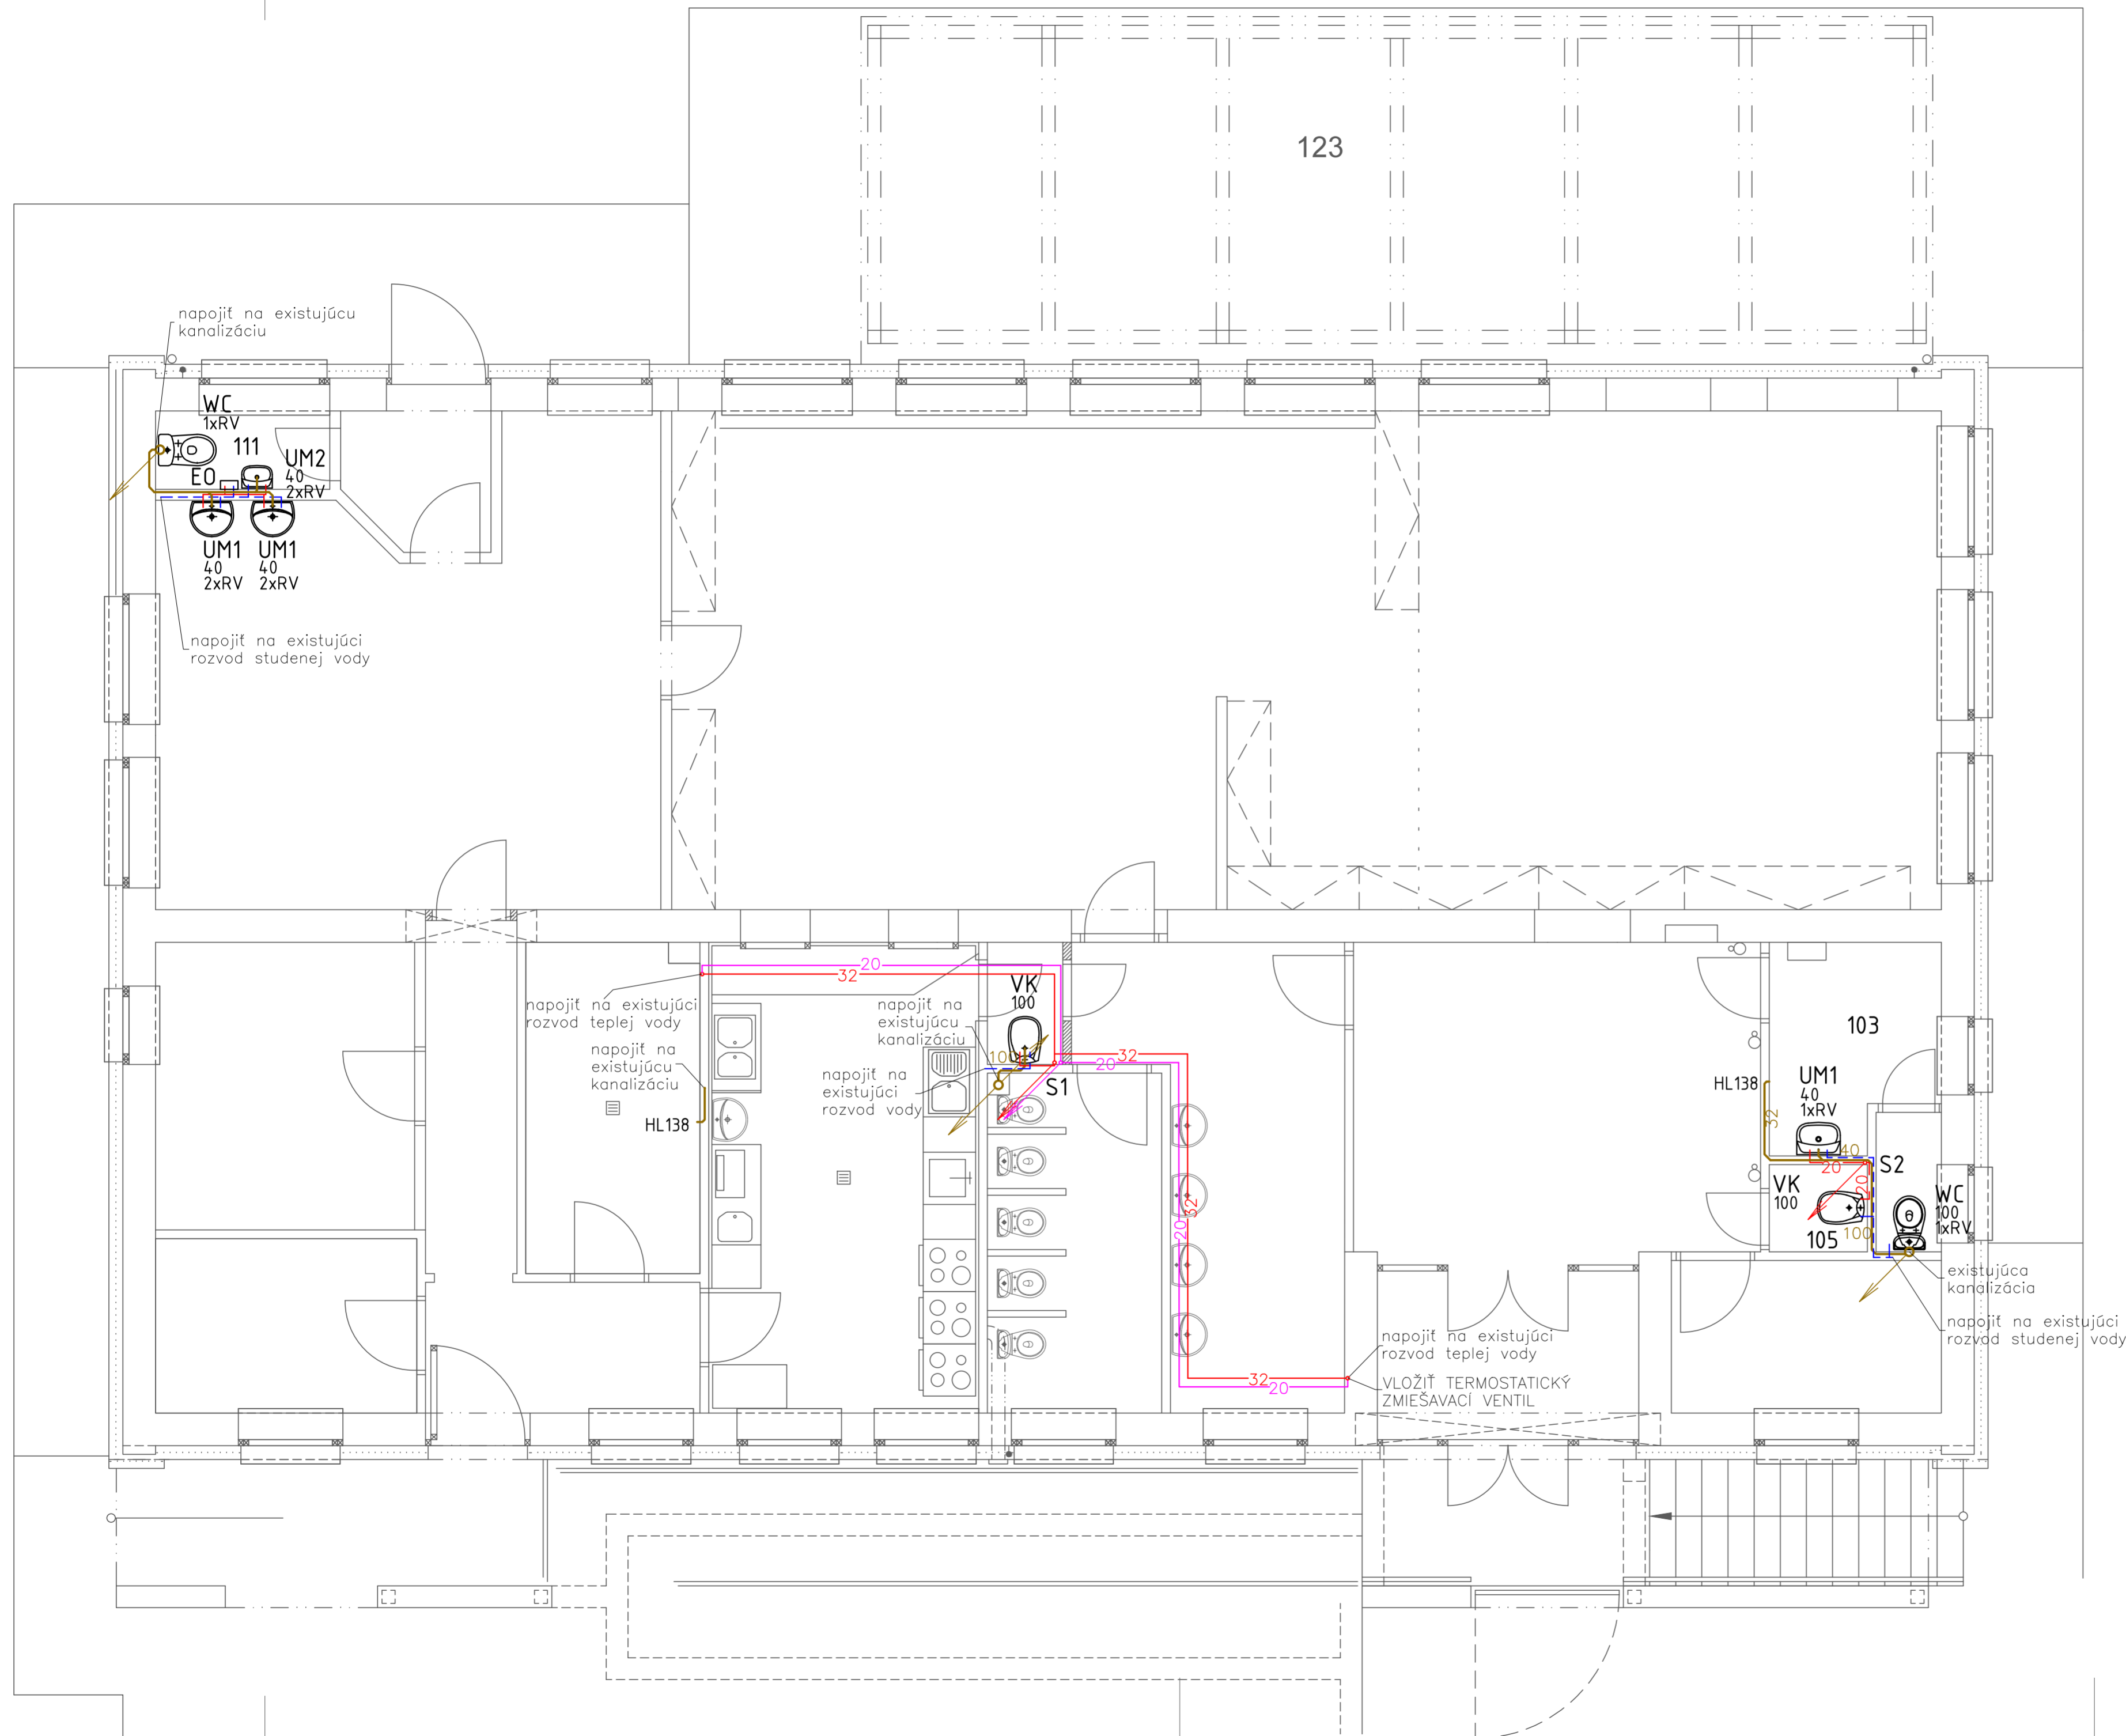 123
napojiť na existujúcu
kanalizáciu
WC
1xRV
111
EO
UM2
40
2xRV
UM1
40
2xRV
UM1
40
2xRV
napojiť na existujúci
rozvod studenej vody
20
32
napojiť na existujúci
rozvod teplej vody
napojiť na
existujúcu
kanalizáciu
HL138
napojiť na
existujúcu
kanalizáciu
VK
100
100
napojiť na
existujúci
rozvod vody
S1
32
20
20
32
32
20
napojiť na existujúci
rozvod teplej vody
VLOŽIŤ TERMOSTATICKÝ
ZMIEŠAVACÍ VENTIL
103
HL138
32
UM1
40
1xRV
40
20
S2
20
VK
100
105
100
WC
100
1xRV
existujúca
kanalizácia
napojiť na existujúci
rozvod studenej vody